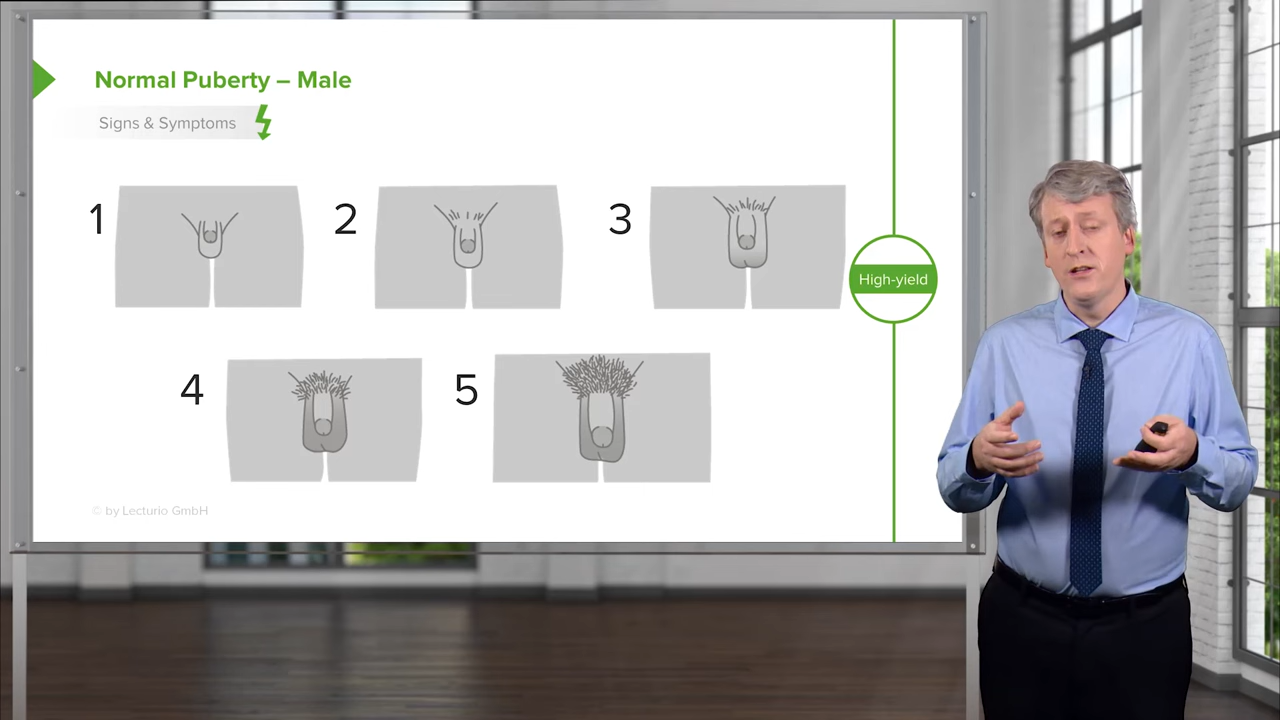 Normal Puberty – Male
Signs & Symptoms
1
2
3
High-yield
4
5
© by Lecturio GmbH